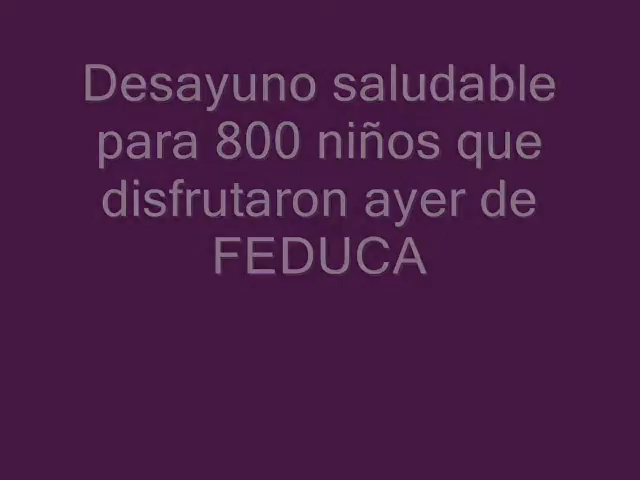 Desayuno saludable
para 800 niños que
disfrutaron ayer de
FEDUCA